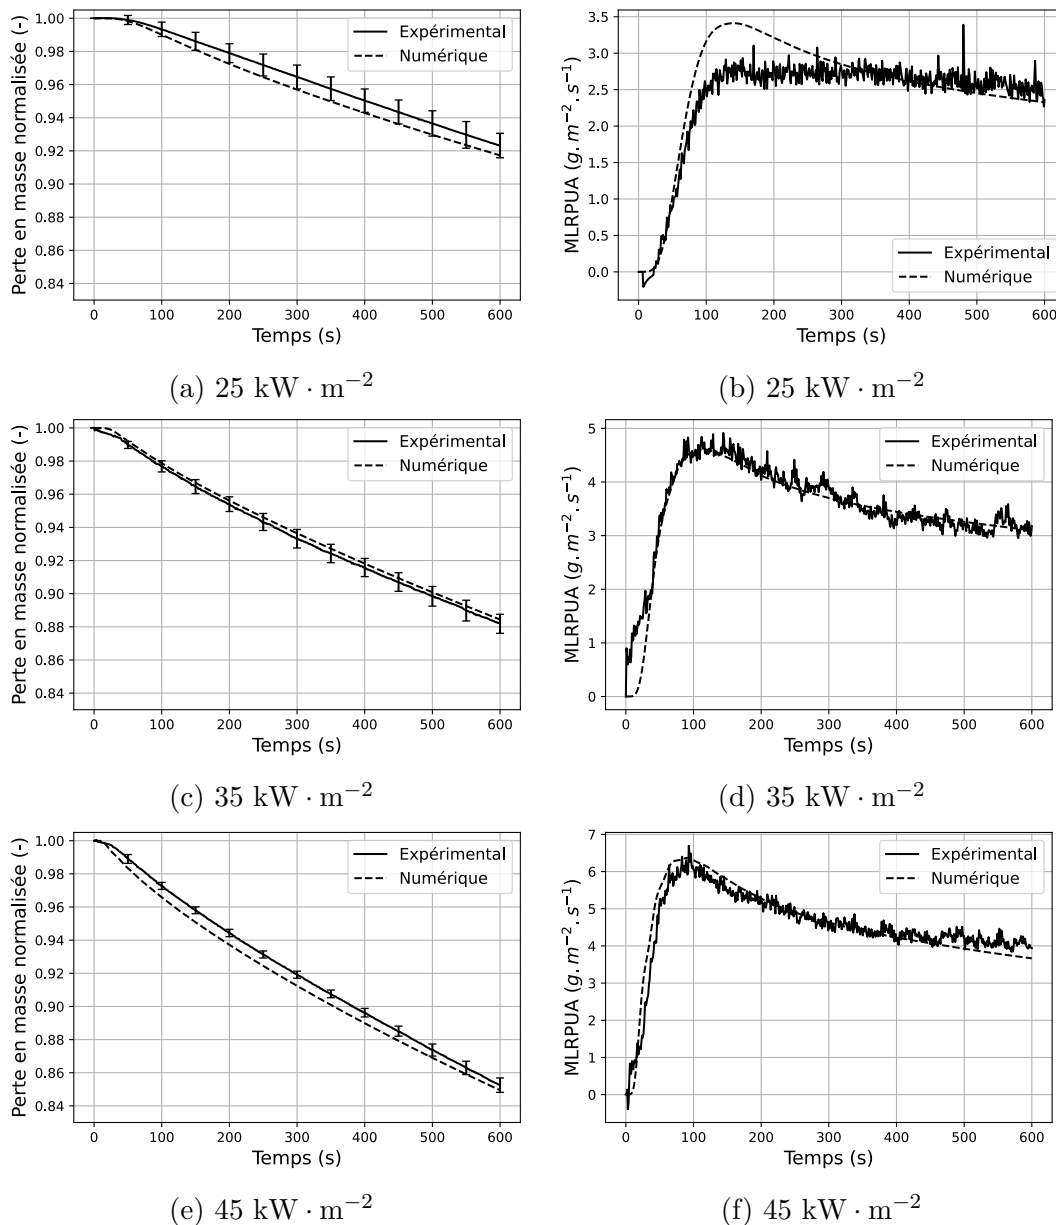 1.00
0.98
0.96
0.94
0.92
0.90
0.88
0.86
0.84
Perte en masse normalisée (-)
Expérimental
Numérique
0 100 200 300 400 500 600
Temps (s)
(a) 25 kW · m−2
3.5
3.0
2.5
2.0
1.5
1.0
0.5
0.0
MLRPUA (g.m−2.s−1)
Expérimental
Numérique
0 100 200 300 400 500 600
Temps (s)
(b) 25 kW · m−2
1.00
0.98
0.96
0.94
0.92
0.90
0.88
0.86
0.84
Perte en masse normalisée (-)
Expérimental
Numérique
0 100 200 300 400 500 600
Temps (s)
(c) 35 kW · m−2
5
4
3
2
1
0
MLRPUA (g.m−2.s−1)
Expérimental
Numérique
0 100 200 300 400 500 600
Temps (s)
(d) 35 kW · m−2
1.00
0.98
0.96
0.94
0.92
0.90
0.88
0.86
0.84
Perte en masse normalisée (-)
Expérimental
Numérique
0 100 200 300 400 500 600
Temps (s)
(e) 45 kW · m−2
7
6
5
4
3
2
1
0
MLRPUA (g.m−2.s−1)
Expérimental
Numérique
0 100 200 300 400 500 600
Temps (s)
(f) 45 kW · m−2